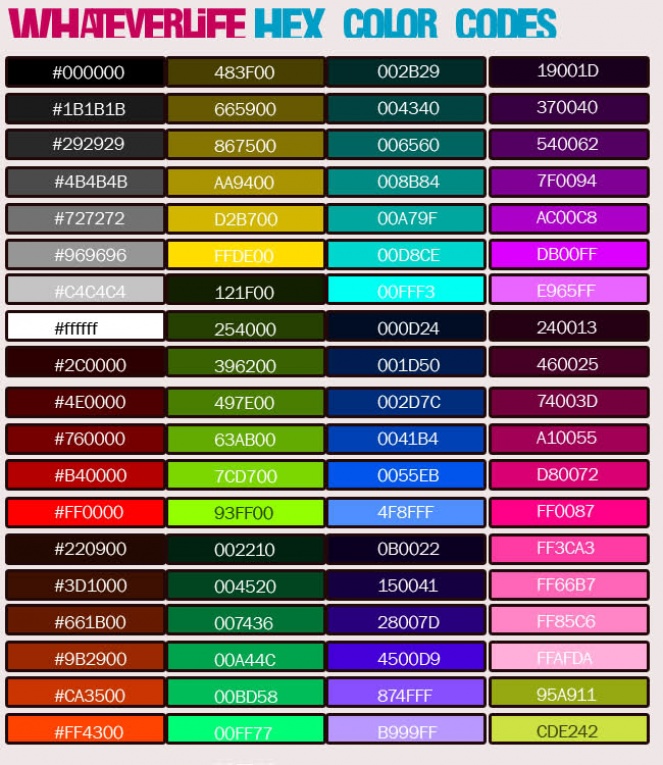 WHATEVERLiFE HEX COLOR CODES
#000000 483F00 002B29 19001D
#1B1B1B 665900 004340 370040
#292929 867500 006560 540062
#4B4B4B AA9400 008B84 7F0094
#727272 D2B700 00A79F AC00C8
#969696 FFDE00 00D8CE DB00FF
#C4C4C4 121F00 00FFF3 E965FF
#ffffff 254000 000D24 240013
#2C0000 396200 001D50 460025
#4E0000 497E00 002D7C 74003D
#760000 63AB00 0041B4 A10055
#B40000 7CD700 0055EB D80072
#FF0000 93FF00 4F8FFF FF0087
#220900 002210 0B0022 FF3CA3
#3D1000 004520 150041 FF66B7
#661B00 007436 28007D FF85C6
#9B2900 00A44C 4500D9 FFAFDA
#CA3500 00BD58 874FFF 95A911
#FF4300 00FF77 B999FF CDE242